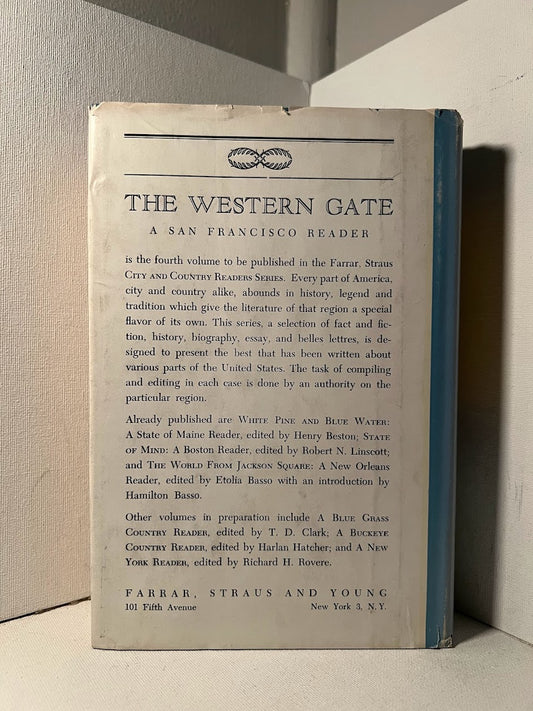 THE WESTERN GATE
A SAN FRANCISCO READER
is the fourth volume to be published in the Farrar, Straus
CITY AND COUNTRY READERS SERIES. Every part of America,
city and country alike, abounds in history, legend and
tradition which give the literature of that region a special
flavor of its own. This series, a selection of fact and fic-
tion, history, biography, essay, and belles lettres, is de-
signed to present the best that has been written about
various parts of the United States. The task of compiling
and editing in each case is done by an authority on the
particular region.
Already published are WHITE PINE AND BLUE WATER:
A State of Maine Reader, edited by Henry Beston; STATE
OF MIND: A Boston Reader, edited by Robert N. Linscott;
and THE WORLD FROM JACKSON SQUARE: A New Orleans
Reader, edited by Etolia Basso with an introduction by
Hamilton Basso.
Other volumes in preparation include A BLUE GRASS
COUNTRY READER, edited by T. D. Clark; A BUCKEYE
COUNTRY READER, edited by Harlan Hatcher; and A NEW
YORK READER, edited by Richard H. Rovere.
FARRAR, STRAUS AND YOUNG
101 Fifth Avenue New York 3, N. Y.